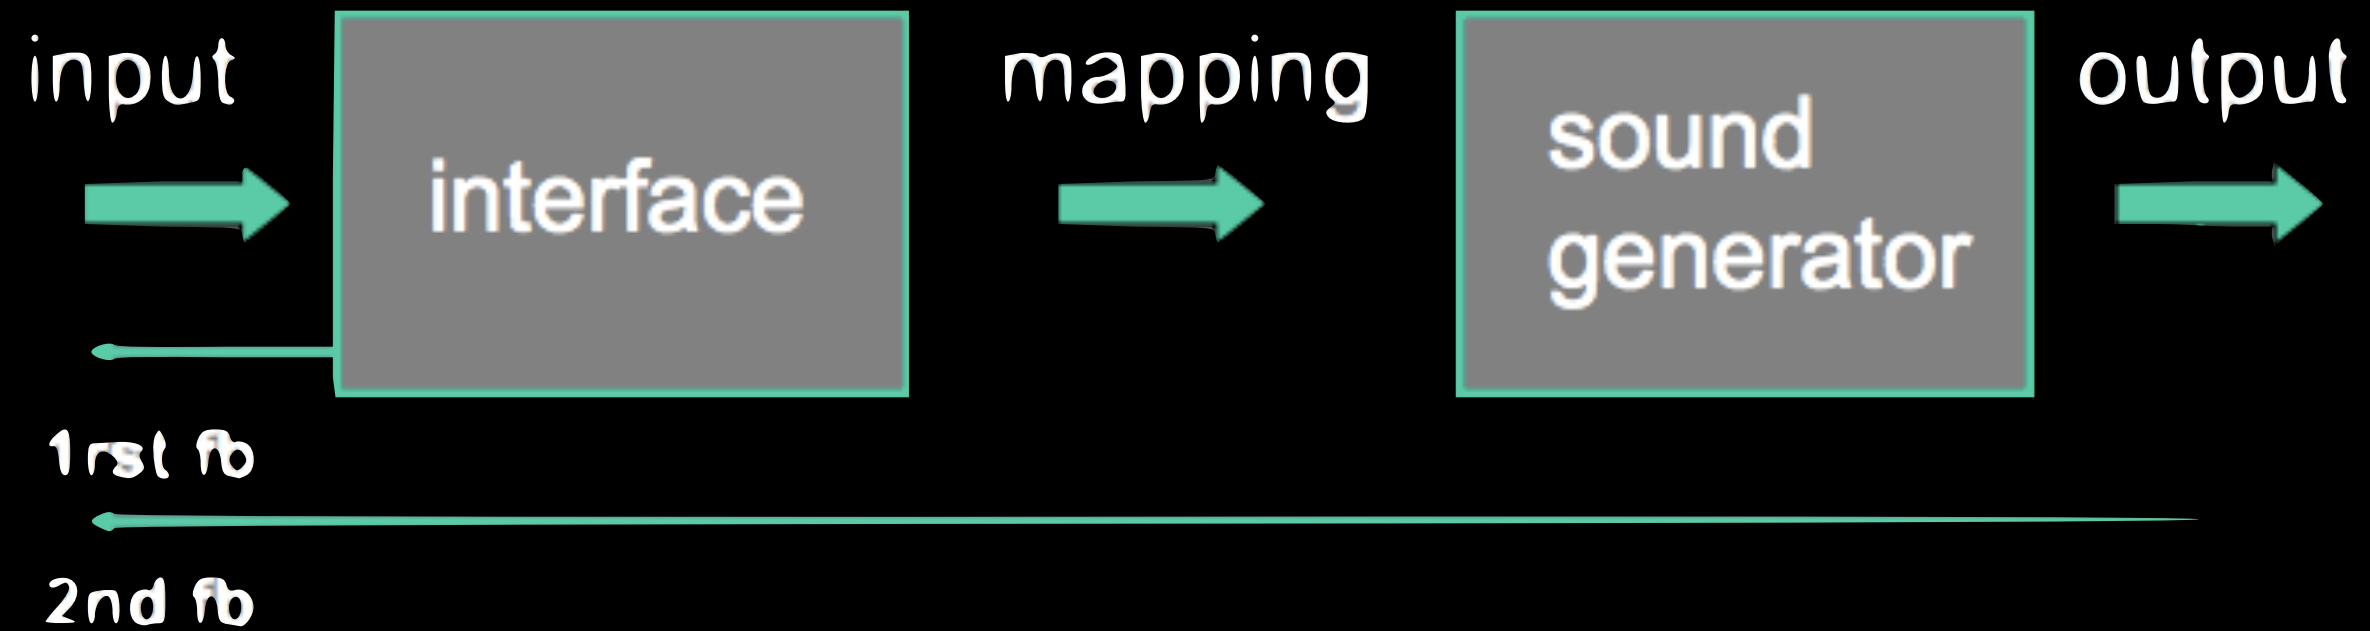 input
interface
mapping
sound
generator
output
1rst fb
2nd fb